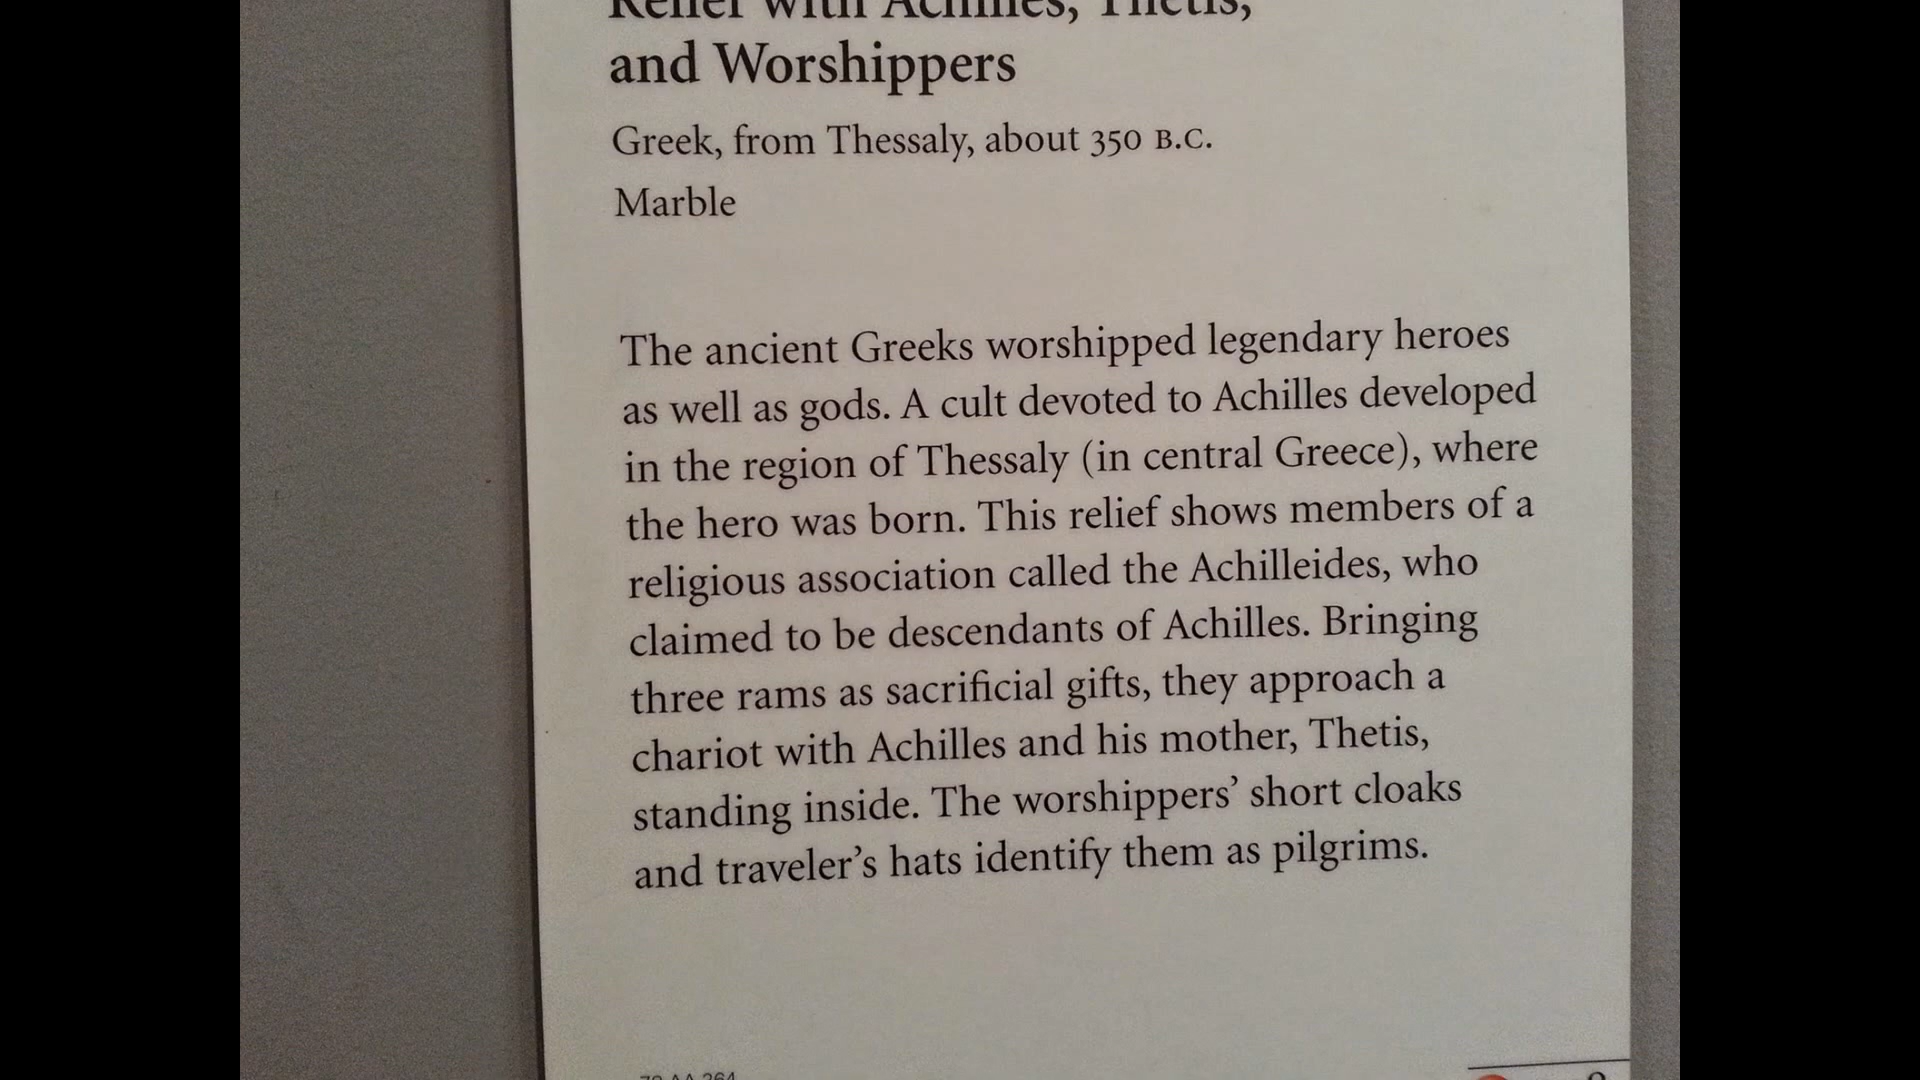 Relief with Achilles, Thetis,
and Worshippers
Greek, from Thessaly, about 350 B.C.
Marble
The ancient Greeks worshipped legendary heroes
as well as gods. A cult devoted to Achilles developed
in the region of Thessaly (in central Greece), where
the hero was born. This relief shows members of a
religious association called the Achilleides, who
claimed to be descendants of Achilles. Bringing
three rams as sacrificial gifts, they approach a
chariot with Achilles and his mother, Thetis,
standing inside. The worshippers’ short cloaks
and traveler’s hats identify them as pilgrims.